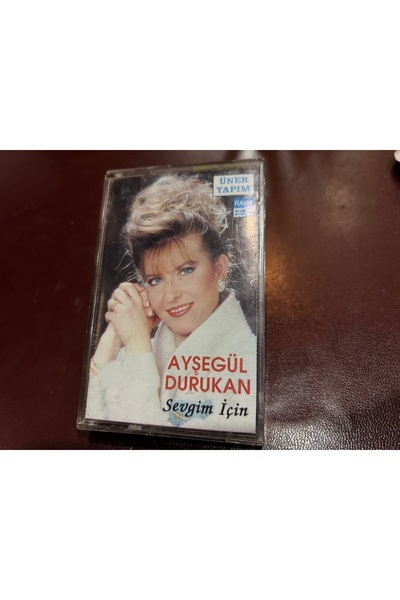 ÜNER
YAPIM
AYŞEGÜL
DURUKAN
Sevgim İçin